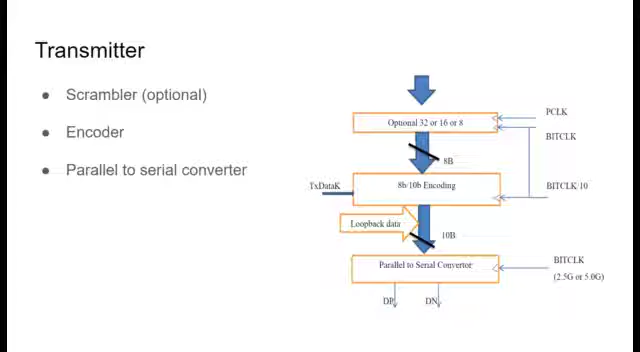 Transmitter
● Scrambler (optional)
● Encoder
● Parallel to serial converter
PCLK
Optional 32 or 16 or 8
BITCLK
8B
TxDataK
8b/10b Encoding
BITCLK/10
Loopback data
10B
Parallel to Serial Convertor
BITCLK
(2.5G or 5.0G)
DP
DN